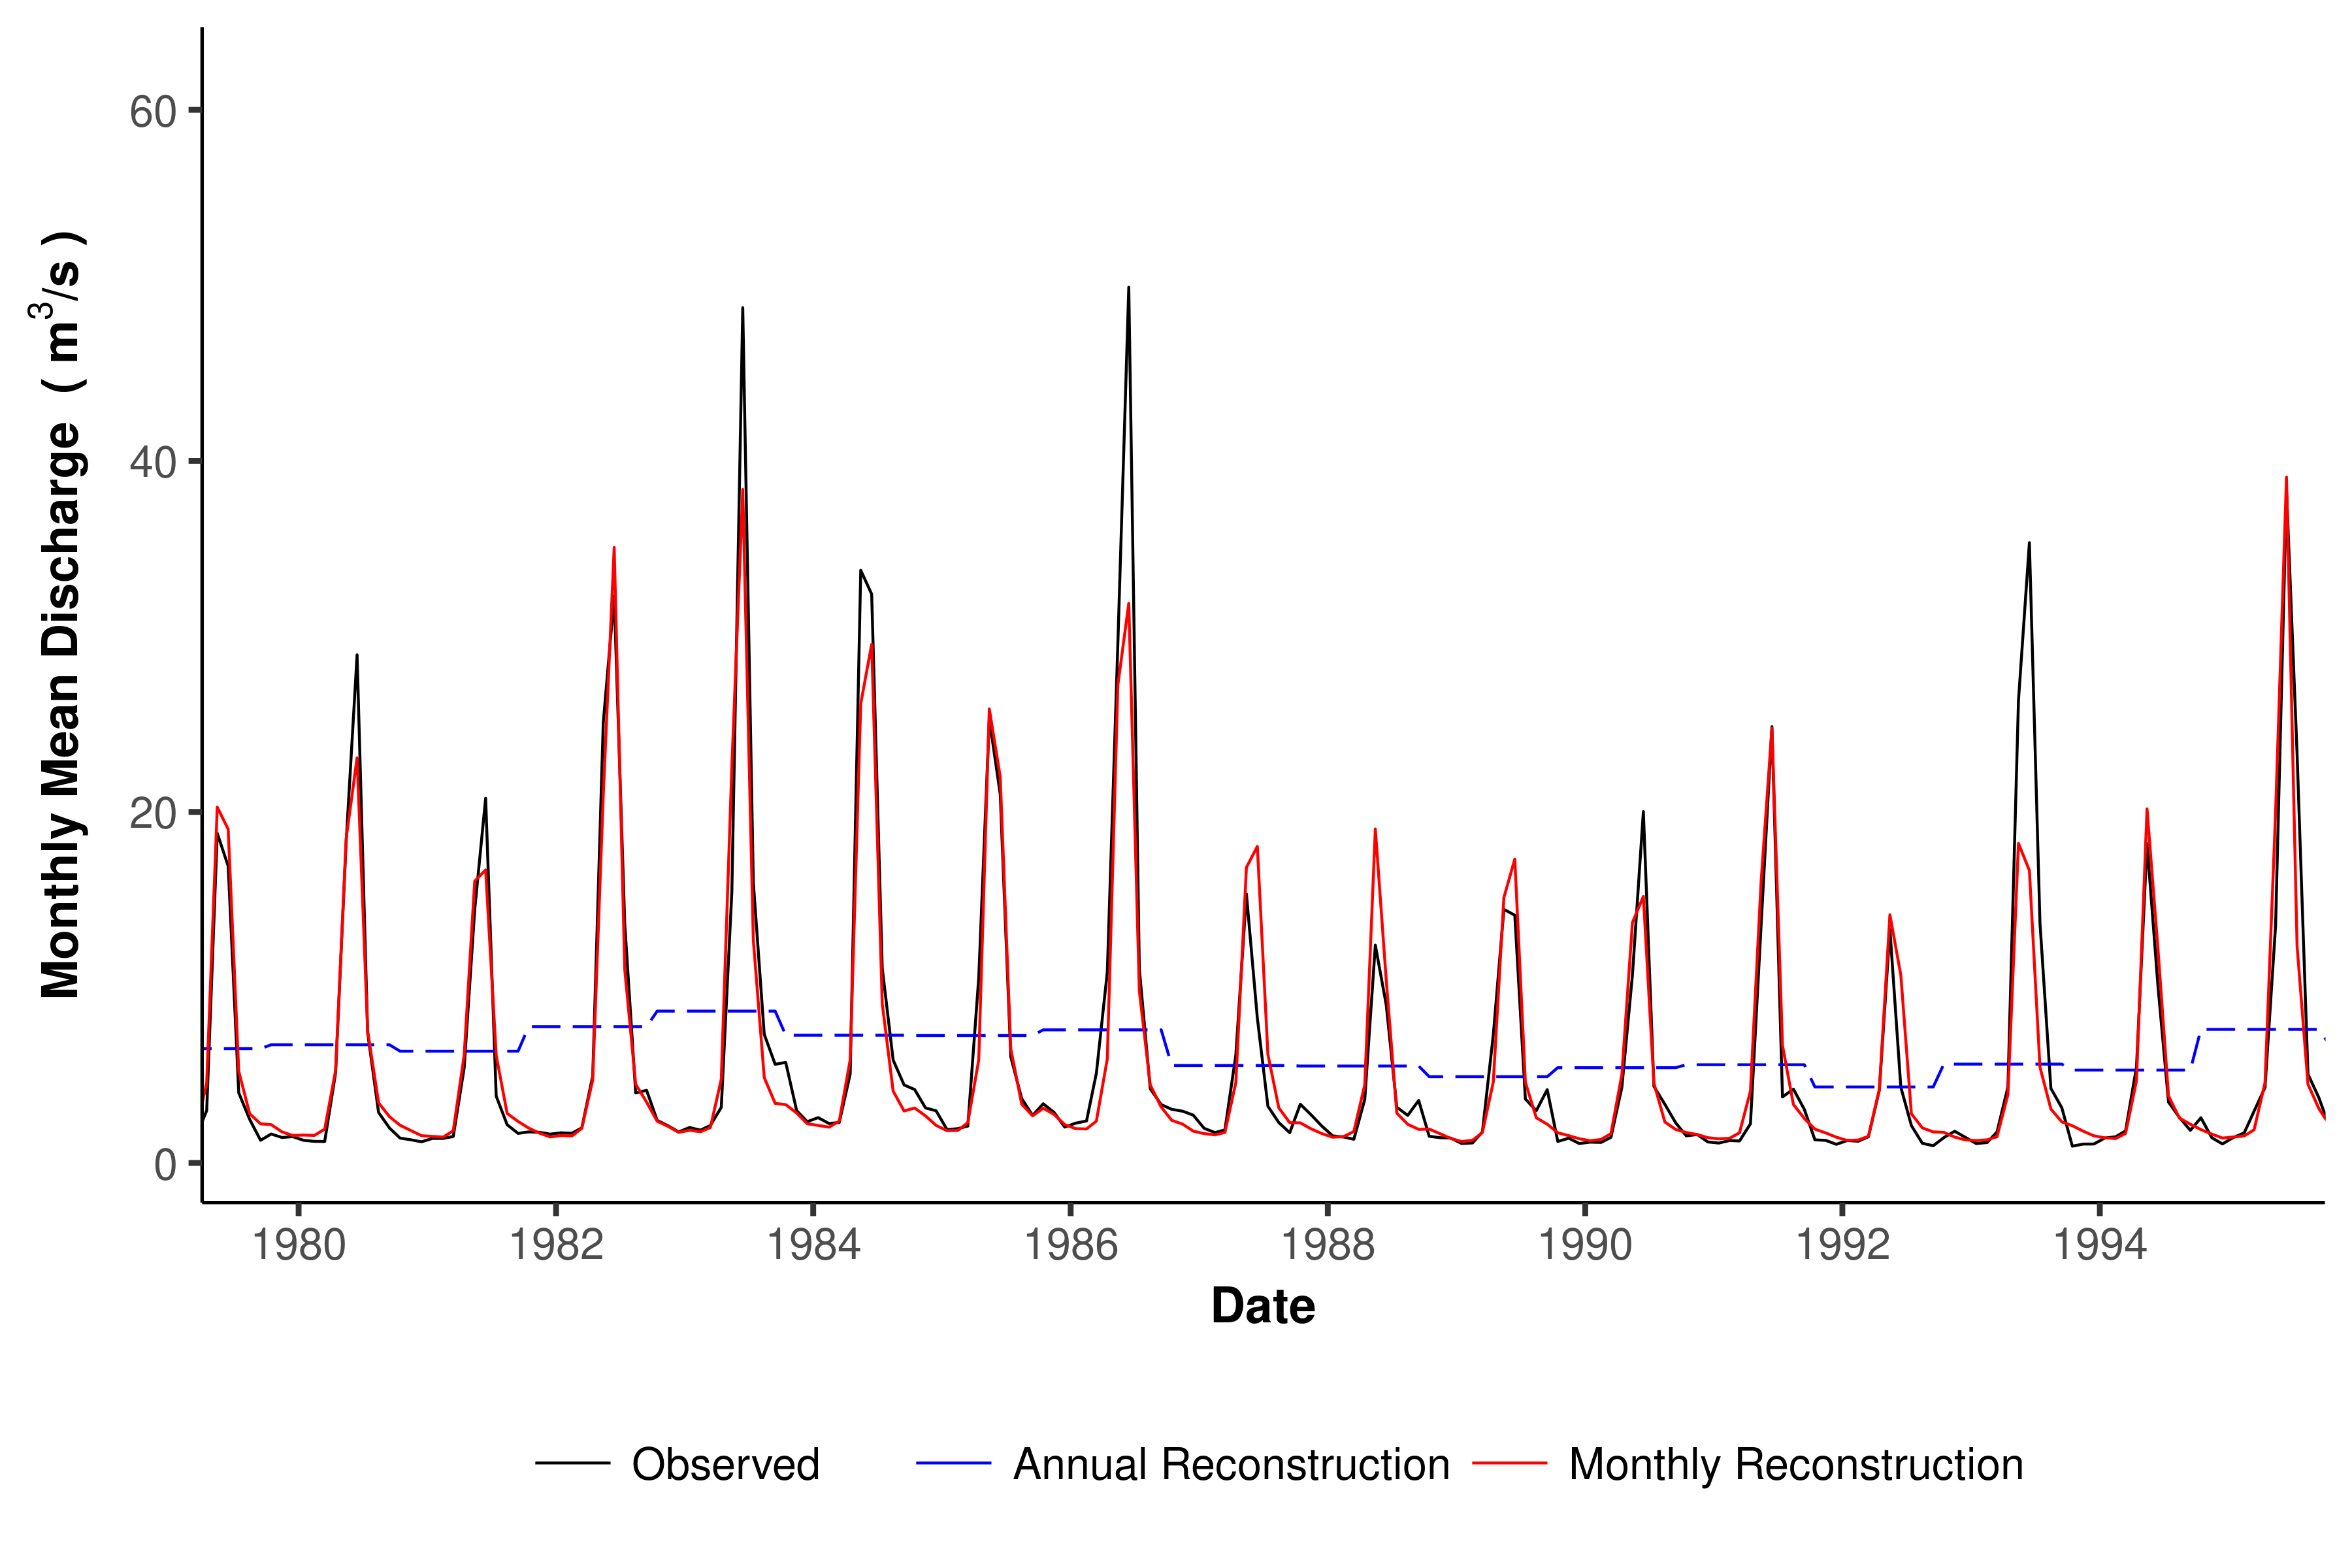 Monthly Mean Discharge ( m³/s )
60
40
20
0
1980 1982 1984 1986 1988 1990 1992 1994
Date
Observed Annual Reconstruction Monthly Reconstruction